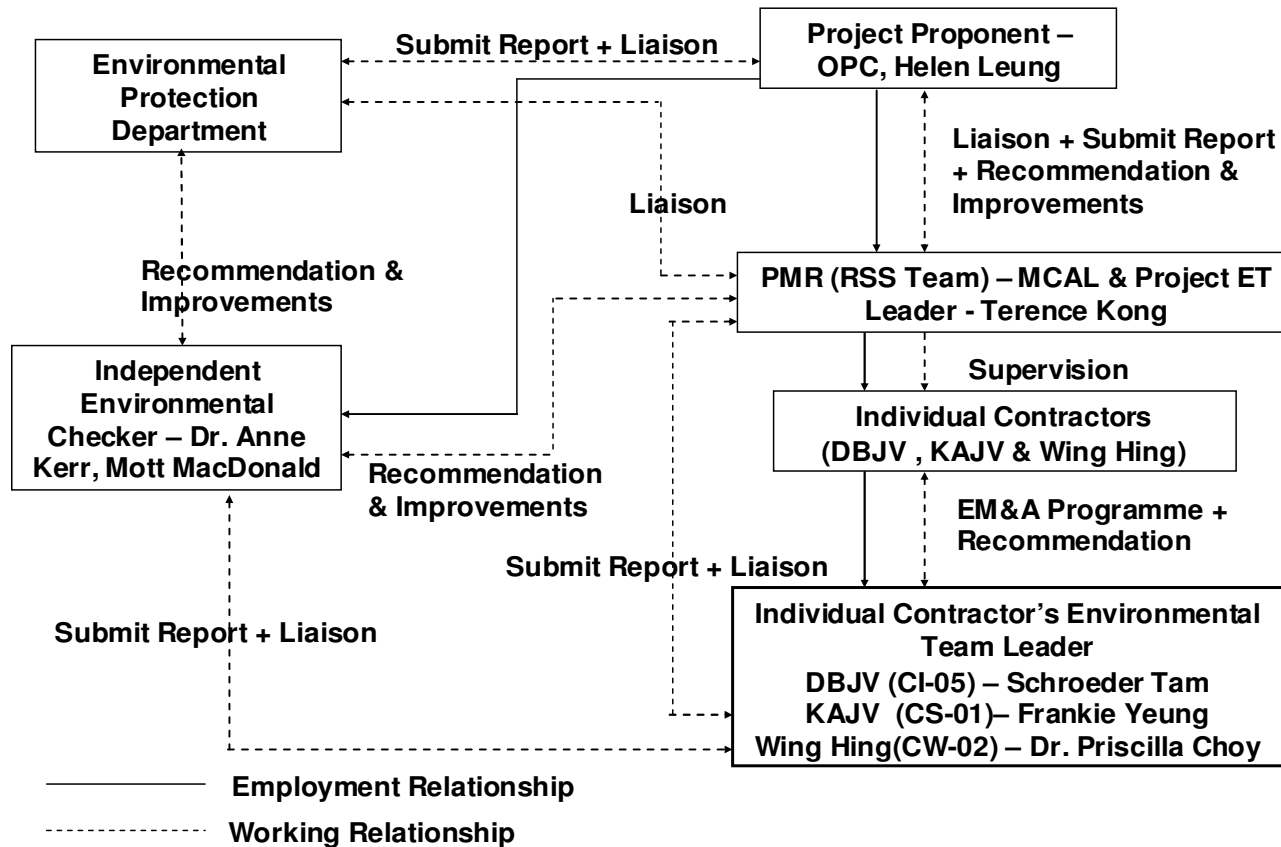 Submit Report + Liaison
Project Proponent –
OPC, Helen Leung
Environmental
Protection
Department
Liaison + Submit Report
+ Recommendation &
Improvements
Liaison
Recommendation &
Improvements
PMR (RSS Team) – MCAL & Project ET
Leader - Terence Kong
Independent
Environmental
Checker – Dr. Anne
Kerr, Mott MacDonald
Supervision
Individual Contractors
(DBJV , KAJV & Wing Hing)
Recommendation
& Improvements
EM&A Programme +
Recommendation
Submit Report + Liaison
Submit Report + Liaison
Individual Contractor’s Environmental
Team Leader
DBJV (CI-05) – Schroeder Tam
KAJV (CS-01)– Frankie Yeung
Wing Hing(CW-02) – Dr. Priscilla Choy
Employment Relationship
Working Relationship